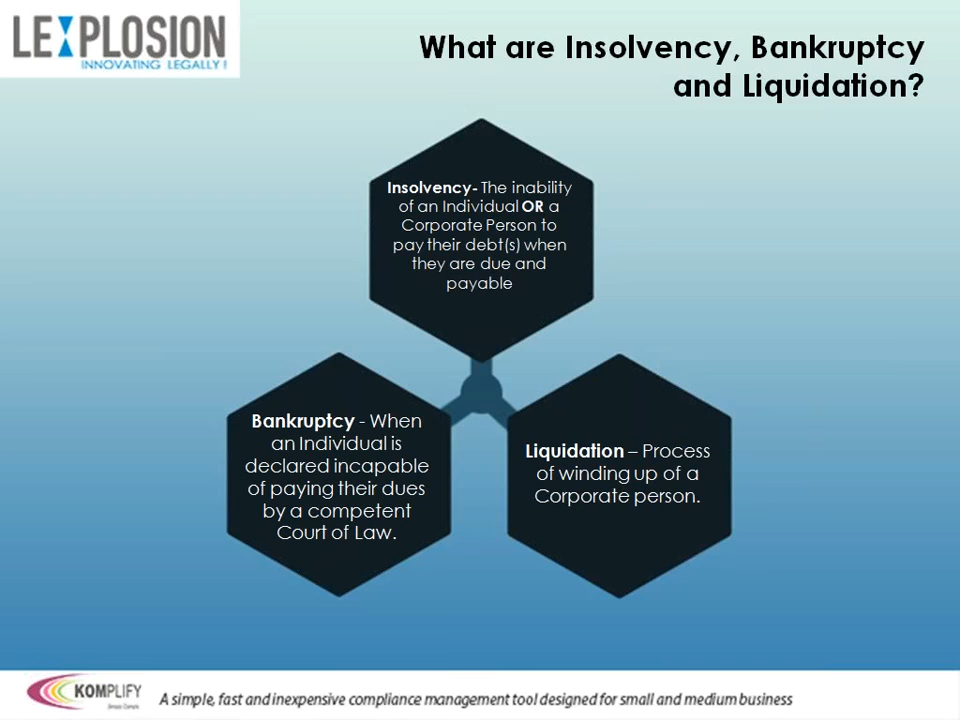 LEXPLOSION
INNOVATING LEGALLY!
What are Insolvency, Bankruptcy
and Liquidation?
Insolvency- The inability
of an Individual OR a
Corporate Person to
pay their debt(s) when
they are due and
payable
Bankruptcy - When
an Individual is
declared incapable
of paying their dues
by a competent
Court of Law.
Liquidation – Process
of winding up of a
Corporate person.
KOMPLIFY
A simple, fast and inexpensive compliance management tool designed for small and medium business